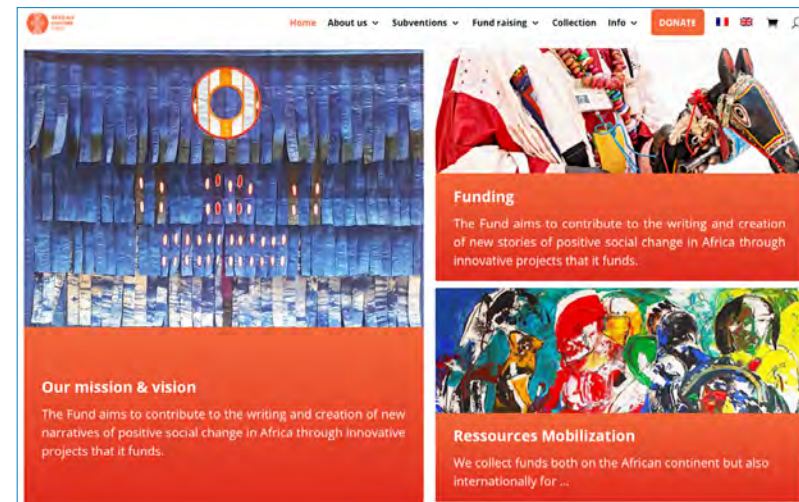 Home About us Subventions Fund raising Collection Info DONATE
Our mission & vision
The Fund aims to contribute to the writing and creation of new
narratives of positive social change in Africa through innovative
projects that it funds.
Funding
The Fund aims to contribute to the writing and creation
of new stories of positive social change in Africa through
innovative projects that it funds.
Ressources Mobilization
We collect funds both on the African continent but also
internationally for ...